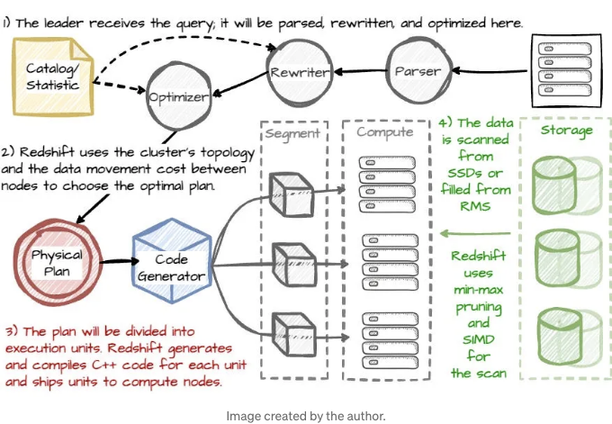 1) The leader receives the query; it will be parsed, rewritten, and optimized here.
Catalog/
Statistic
Optimizer
Rewriter
Parser
2) Redshift uses the cluster's topology
and the data movement cost between
nodes to choose the optimal plan.
Segment
Compute
4) The data
is scanned
from
SSDs or
filled from
RMS
Storage
Physical
Plan
Code
Generator
Redshift
uses
min-max
pruning
and
SIMD
for
the scan
3) The plan will be divided into
execution units. Redshift generates
and compiles C++ code for each unit
and ships units to compute nodes.
Image created by the author.